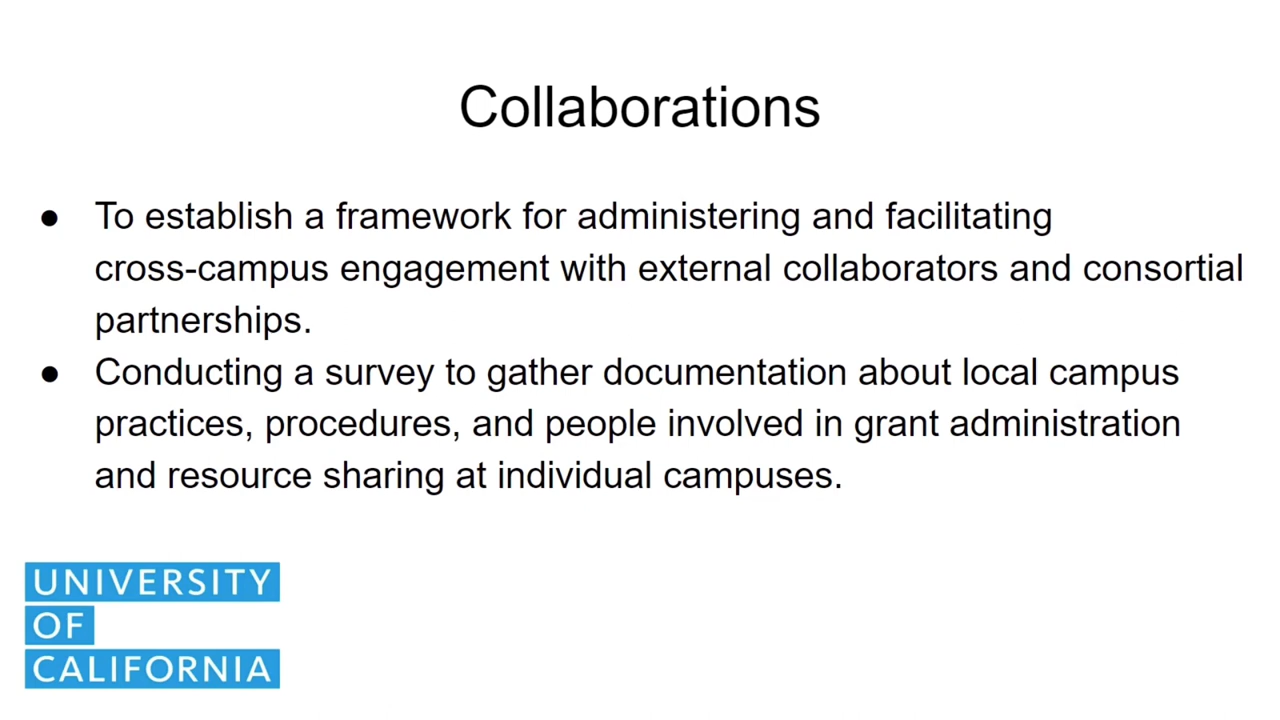 Collaborations
● To establish a framework for administering and facilitating
cross-campus engagement with external collaborators and consortial
partnerships.
● Conducting a survey to gather documentation about local campus
practices, procedures, and people involved in grant administration
and resource sharing at individual campuses.
UNIVERSITY
OF
CALIFORNIA